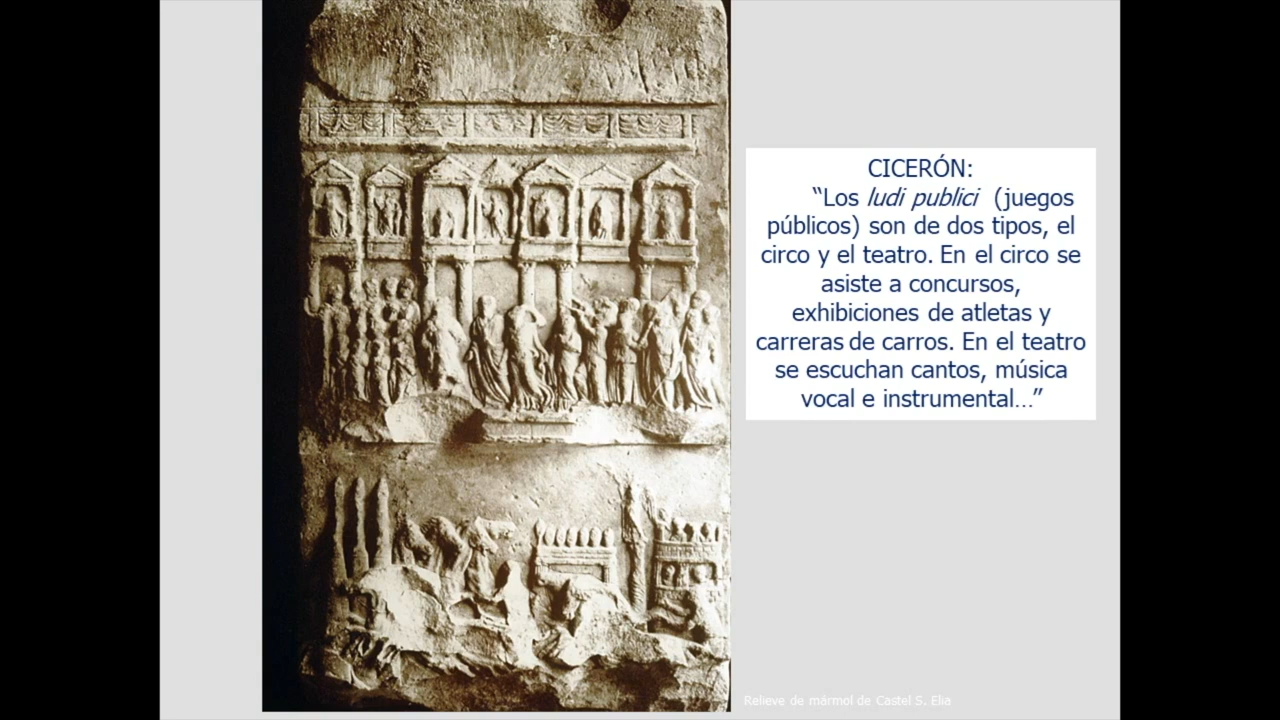 CICERÓN:
“Los ludi publici (juegos
públicos) son de dos tipos, el
circo y el teatro. En el circo se
asiste a concursos,
exhibiciones de atletas y
carreras de carros. En el teatro
se escuchan cantos, música
vocal e instrumental…”
Relieve de mármol de Castel S. Elia